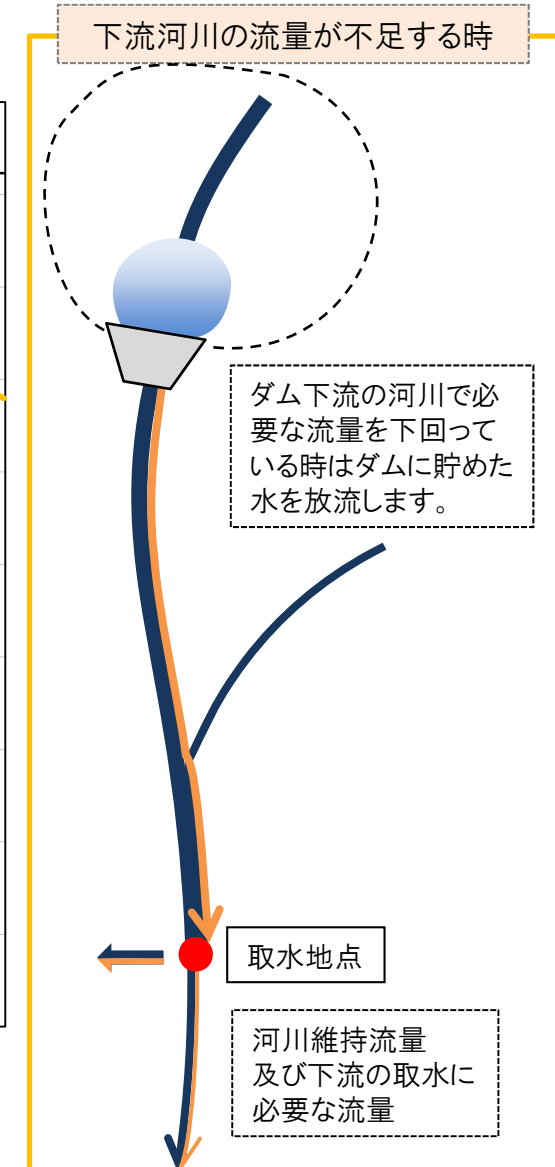 下流河川の流量が不足する時
ダム下流の河川で必
要な流量を下回って
いる時はダムに貯めた
水を放流します。
取水地点
河川維持流量
及び下流の取水に
必要な流量